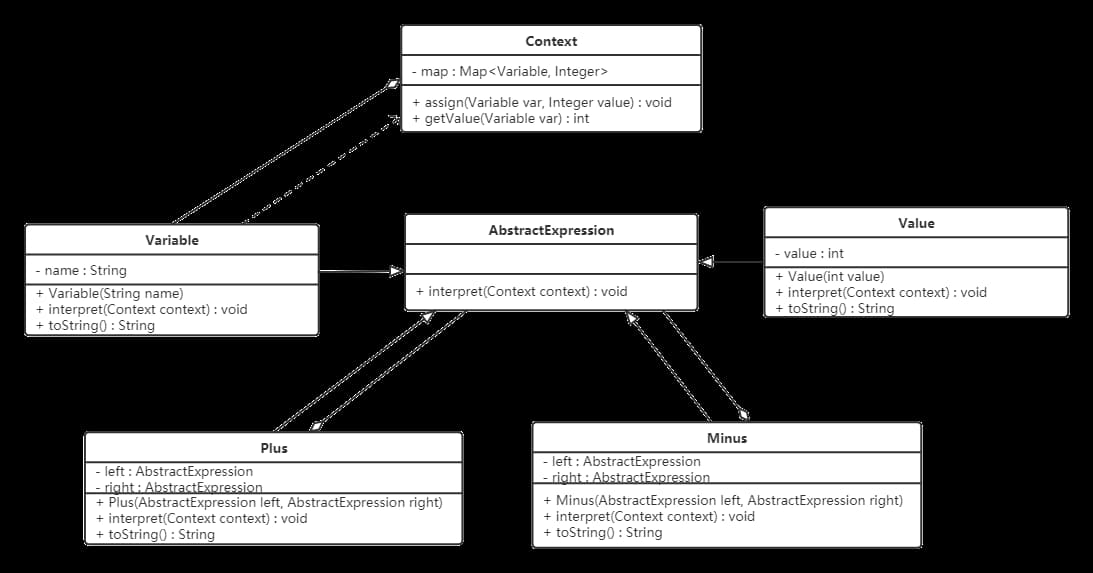 Context
- map : Map<Variable, Integer>
+ assign(Variable var, Integer value) : void
+ getValue(Variable var) : int
Variable
- name : String
+ Variable(String name)
+ interpret(Context context) : void
+ toString() : String
AbstractExpression
+ interpret(Context context) : void
Value
- value : int
+ Value(int value)
+ interpret(Context context) : void
+ toString() : String
Plus
- left : AbstractExpression
- right : AbstractExpression
+ Plus(AbstractExpression left, AbstractExpression right)
+ interpret(Context context) : void
+ toString() : String
Minus
- left : AbstractExpression
- right : AbstractExpression
+ Minus(AbstractExpression left, AbstractExpression right)
+ interpret(Context context) : void
+ toString() : String